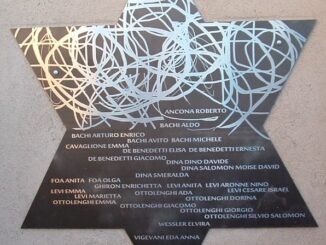 ANCONA ROBERTO
BACHI ALDO
BACHI ARTURO ENRICO
BACHI AVITO BACHI MICHELE
CAVAGLIONE EMMA
DE BENEDETTI ELISA DE BENEDETTI ERNESTA
DE BENEDETTI GIACOMO
DINA DINO DAVIDE
DINA SALOMON MOISE DAVID
DINA SMERALDA
FOA ANITA FOA OLGA
GHIRON ENRICHETTA LEVI ANITA LEVI ARONNE NINO
LEVI EMMA LEVI CESARE ISRAEL
LEVI MARIETTA OTTOLENGHI ADA
OTTOLENGHI DORINA
OTTOLENGHI EMMA
OTTOLENGHI GIACOMO
OTTOLENGHI GIORGIO
OTTOLENGHI SILVIO SALOMON
WESSLER ELVIRA
VIGEVANI EDA ANNA